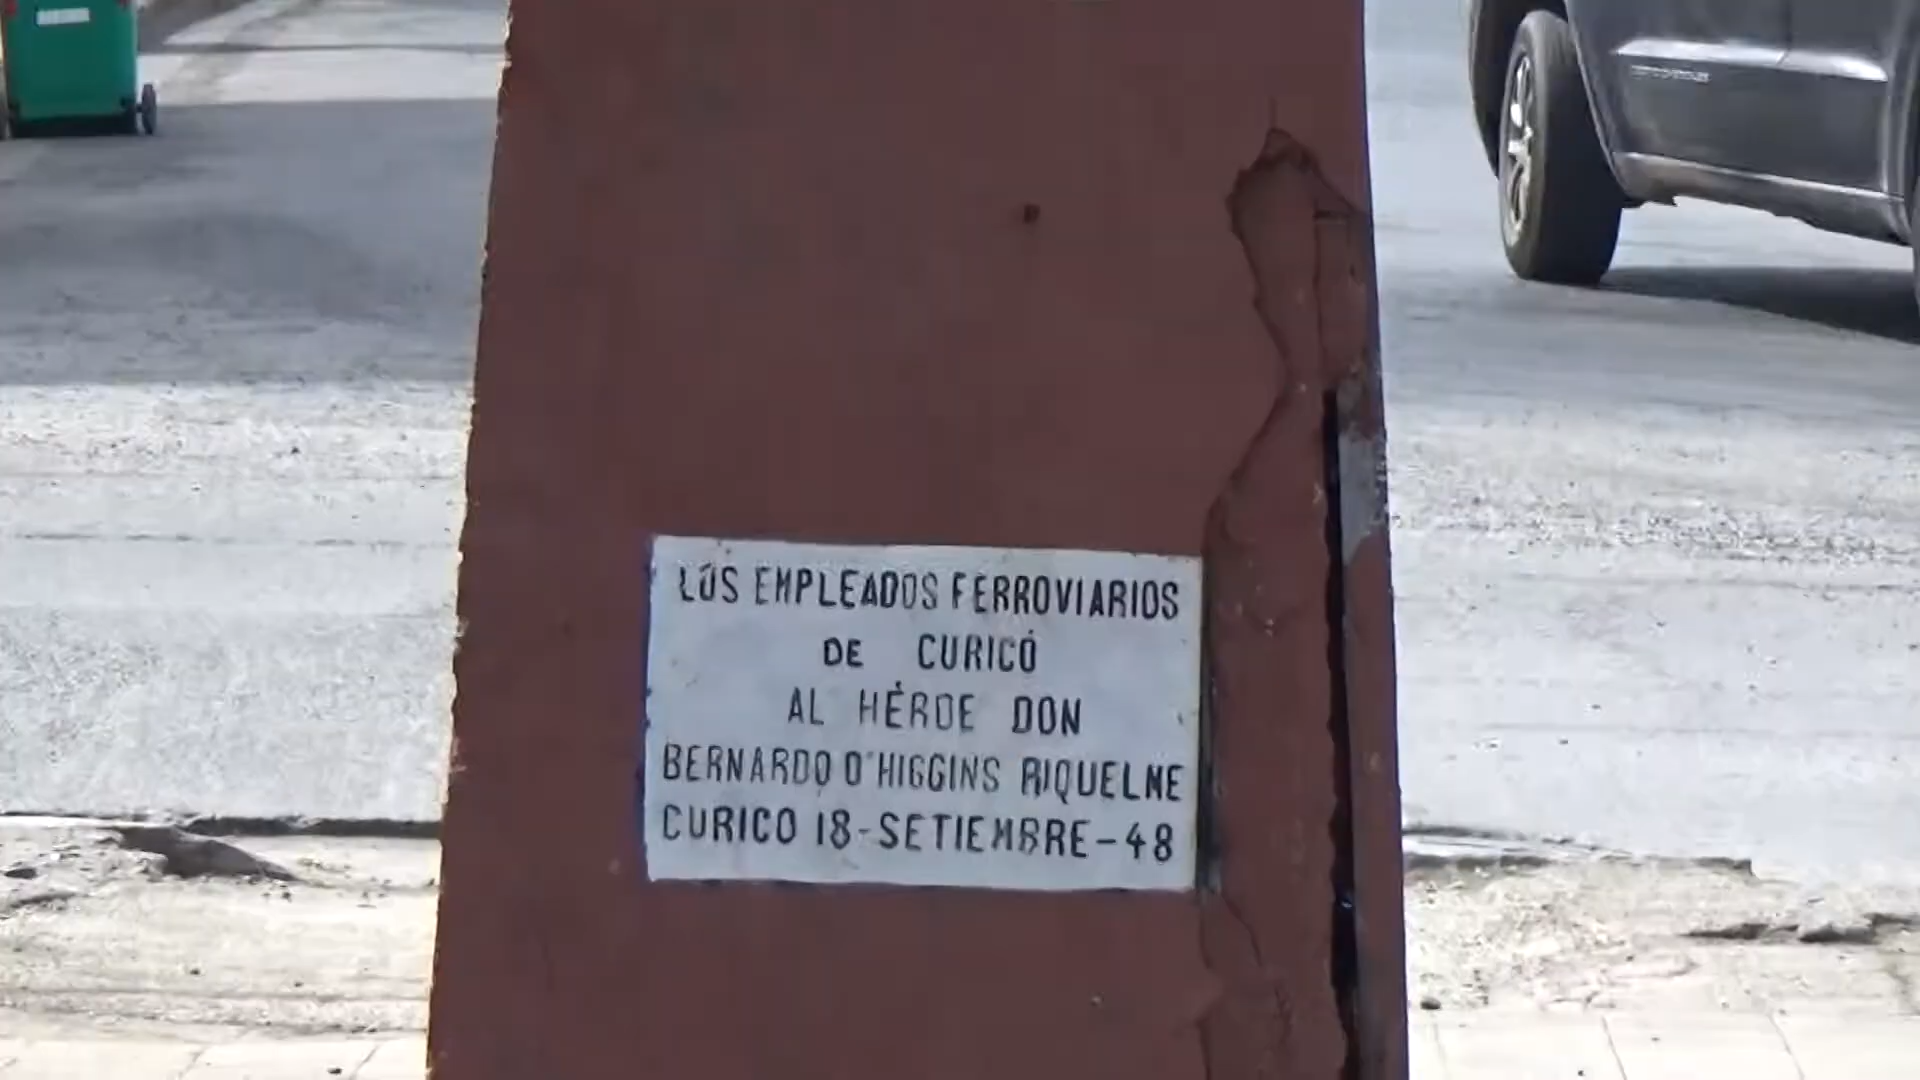 LOS EMPLEADOS FERROVIARIOS
DE CURICÓ
AL HÉROE DON
BERNARDO O'HIGGINS RIQUELME
CURICO 18-SETIEMBRE-48